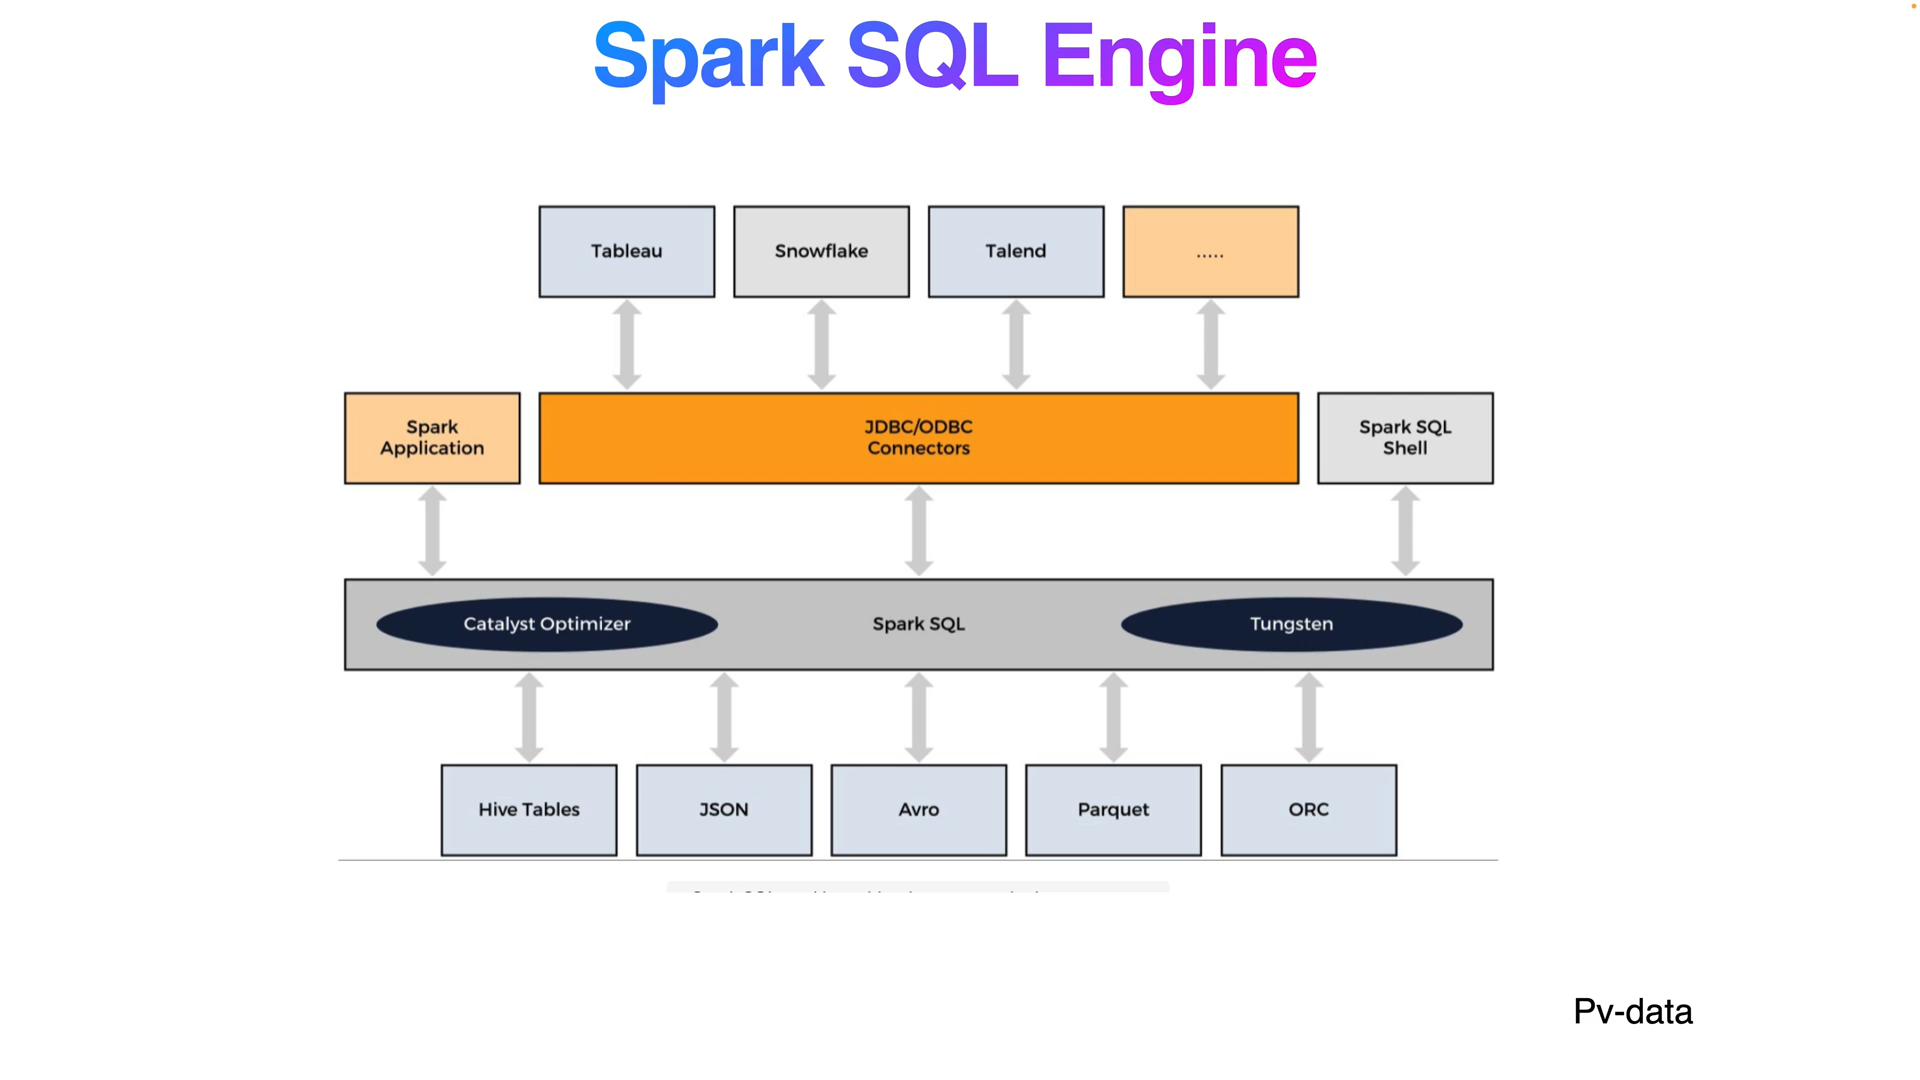 Spark SQL Engine
Tableau
Snowflake
Talend
.....
Spark
Application
JDBC/ODBC
Connectors
Spark SQL
Shell
Catalyst Optimizer
Spark SQL
Tungsten
Hive Tables
JSON
Avro
Parquet
ORC
Pv-data